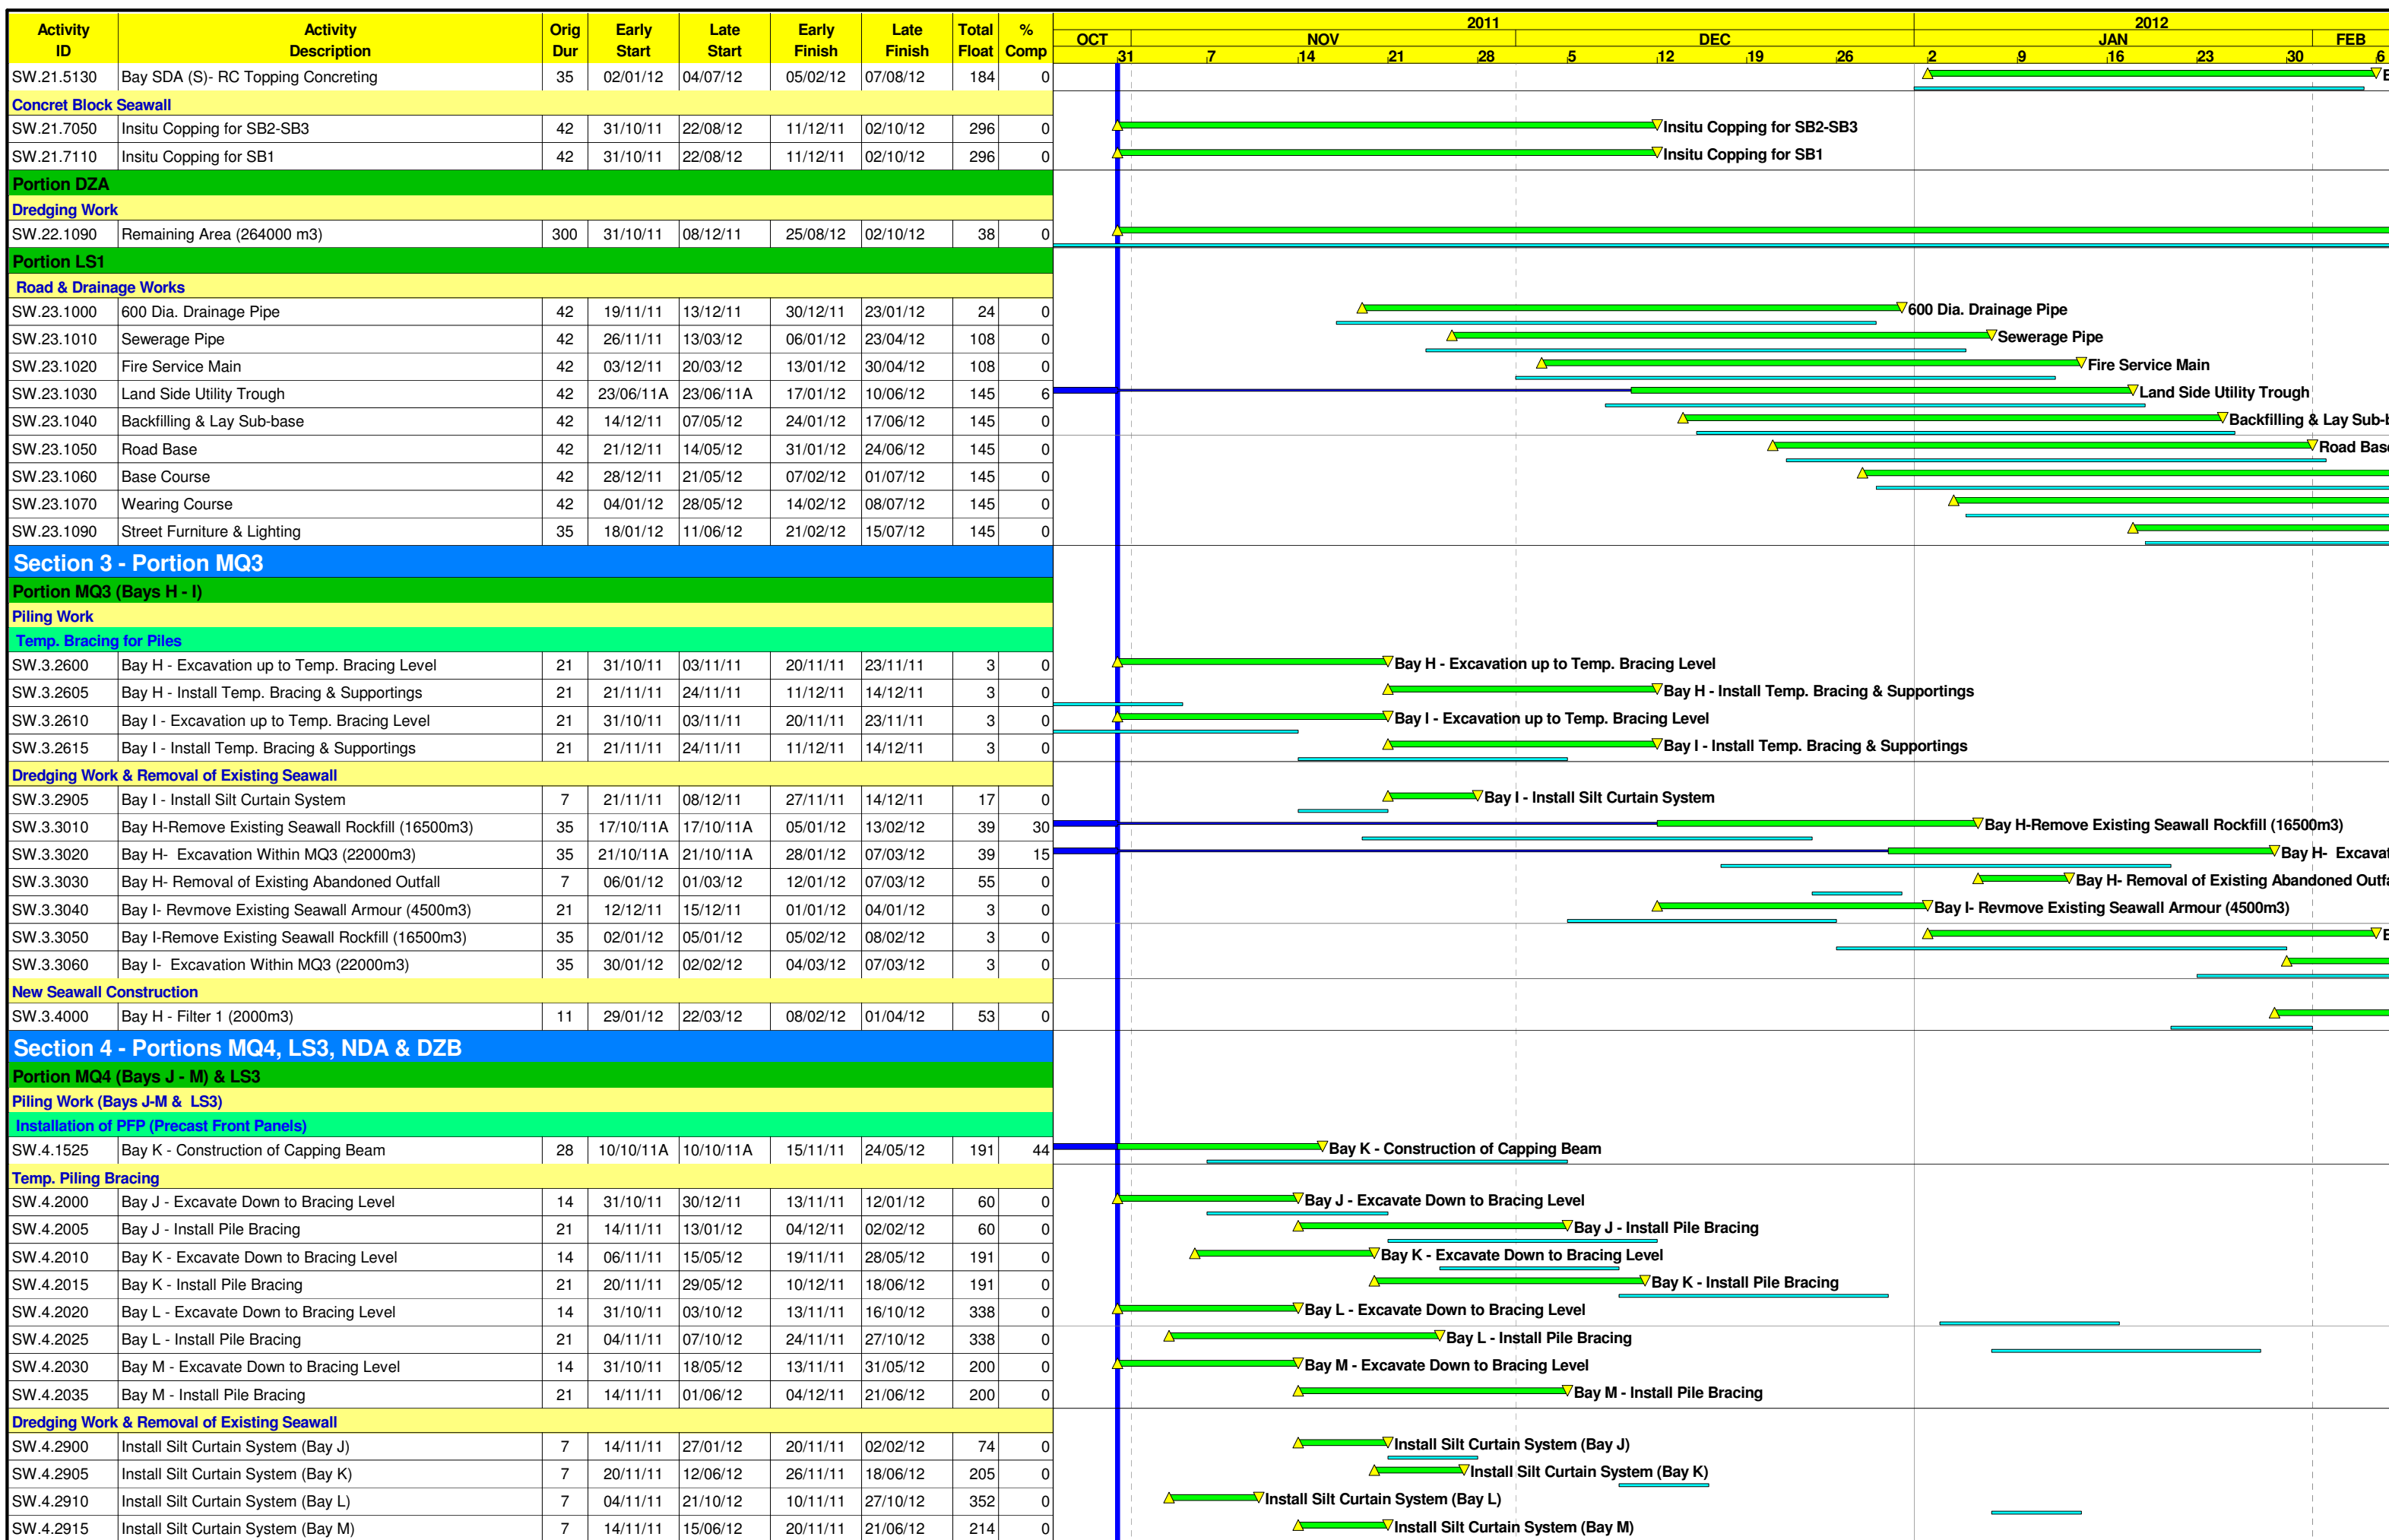 Activity ID Activity Description Orig Dur Early Start Late Start Early Finish Late Finish Total Float % Comp 2011 2012
OCT NOV DEC JAN FEB
31 7 14 21 28 5 12 19 26 2 9 16 23 30 6
SW.21.5130 Bay SDA (S)- RC Topping Concreting 35 02/01/12 04/07/12 05/02/12 07/08/12 184 0
Concret Block Seawall
SW.21.7050 Insitu Copping for SB2-SB3 42 31/10/11 22/08/12 11/12/11 02/10/12 296 0 Insitu Copping for SB2-SB3
SW.21.7110 Insitu Copping for SB1 42 31/10/11 22/08/12 11/12/11 02/10/12 296 0 Insitu Copping for SB1
Portion DZA
Dredging Work
SW.22.1090 Remaining Area (264000 m3) 300 31/10/11 08/12/11 25/08/12 02/10/12 38 0
Portion LS1
Road & Drainage Works
SW.23.1000 600 Dia. Drainage Pipe 42 19/11/11 13/12/11 30/12/11 23/01/12 24 0 600 Dia. Drainage Pipe
SW.23.1010 Sewerage Pipe 42 26/11/11 13/03/12 06/01/12 23/04/12 108 0 Sewerage Pipe
SW.23.1020 Fire Service Main 42 03/12/11 20/03/12 13/01/12 30/04/12 108 0 Fire Service Main
SW.23.1030 Land Side Utility Trough 42 23/06/11A 23/06/11A 17/01/12 10/06/12 145 6 Land Side Utility Trough
SW.23.1040 Backfilling & Lay Sub-base 42 14/12/11 07/05/12 24/01/12 17/06/12 145 0 Backfilling & Lay Sub-b
SW.23.1050 Road Base 42 21/12/11 14/05/12 31/01/12 24/06/12 145 0 Road Base
SW.23.1060 Base Course 42 28/12/11 21/05/12 07/02/12 01/07/12 145 0
SW.23.1070 Wearing Course 42 04/01/12 28/05/12 14/02/12 08/07/12 145 0
SW.23.1090 Street Furniture & Lighting 35 18/01/12 11/06/12 21/02/12 15/07/12 145 0
Section 3 - Portion MQ3
Portion MQ3 (Bays H - I)
Piling Work
Temp. Bracing for Piles
SW.3.2600 Bay H - Excavation up to Temp. Bracing Level 21 31/10/11 03/11/11 20/11/11 23/11/11 3 0 Bay H - Excavation up to Temp. Bracing Level
SW.3.2605 Bay H - Install Temp. Bracing & Supportings 21 21/11/11 24/11/11 11/12/11 14/12/11 3 0 Bay H - Install Temp. Bracing & Supportings
SW.3.2610 Bay I - Excavation up to Temp. Bracing Level 21 31/10/11 03/11/11 20/11/11 23/11/11 3 0 Bay I - Excavation up to Temp. Bracing Level
SW.3.2615 Bay I - Install Temp. Bracing & Supportings 21 21/11/11 24/11/11 11/12/11 14/12/11 3 0 Bay I - Install Temp. Bracing & Supportings
Dredging Work & Removal of Existing Seawall
SW.3.2905 Bay I - Install Silt Curtain System 7 21/11/11 08/12/11 27/11/11 14/12/11 17 0 Bay I - Install Silt Curtain System
SW.3.3010 Bay H-Remove Existing Seawall Rockfill (16500m3) 35 17/10/11A 17/10/11A 05/01/12 13/02/12 39 30 Bay H-Remove Existing Seawall Rockfill (16500m3)
SW.3.3020 Bay H- Excavation Within MQ3 (22000m3) 35 21/10/11A 21/10/11A 28/01/12 07/03/12 39 15 Bay H- Excavat
SW.3.3030 Bay H- Removal of Existing Abandoned Outfall 7 06/01/12 01/03/12 12/01/12 07/03/12 55 0 Bay H- Removal of Existing Abandoned Outfa
SW.3.3040 Bay I- Revmove Existing Seawall Armour (4500m3) 21 12/12/11 15/12/11 01/01/12 04/01/12 3 0 Bay I- Revmove Existing Seawall Armour (4500m3)
SW.3.3050 Bay I-Remove Existing Seawall Rockfill (16500m3) 35 02/01/12 05/01/12 05/02/12 08/02/12 3 0
SW.3.3060 Bay I- Excavation Within MQ3 (22000m3) 35 30/01/12 02/02/12 04/03/12 07/03/12 3 0
New Seawall Construction
SW.3.4000 Bay H - Filter 1 (2000m3) 11 29/01/12 22/03/12 08/02/12 01/04/12 53 0
Section 4 - Portions MQ4, LS3, NDA & DZB
Portion MQ4 (Bays J - M) & LS3
Piling Work (Bays J-M & LS3)
Installation of PFP (Precast Front Panels)
SW.4.1525 Bay K - Construction of Capping Beam 28 10/10/11A 10/10/11A 15/11/11 24/05/12 191 44 Bay K - Construction of Capping Beam
Temp. Piling Bracing
SW.4.2000 Bay J - Excavate Down to Bracing Level 14 31/10/11 30/12/11 13/11/11 12/01/12 60 0 Bay J - Excavate Down to Bracing Level
SW.4.2005 Bay J - Install Pile Bracing 21 14/11/11 13/01/12 04/12/11 02/02/12 60 0 Bay J - Install Pile Bracing
SW.4.2010 Bay K - Excavate Down to Bracing Level 14 06/11/11 15/05/12 19/11/11 28/05/12 191 0 Bay K - Excavate Down to Bracing Level
SW.4.2015 Bay K - Install Pile Bracing 21 20/11/11 29/05/12 10/12/11 18/06/12 191 0 Bay K - Install Pile Bracing
SW.4.2020 Bay L - Excavate Down to Bracing Level 14 31/10/11 03/10/12 13/11/11 16/10/12 338 0 Bay L - Excavate Down to Bracing Level
SW.4.2025 Bay L - Install Pile Bracing 21 04/11/11 07/10/12 24/11/11 27/10/12 338 0 Bay L - Install Pile Bracing
SW.4.2030 Bay M - Excavate Down to Bracing Level 14 31/10/11 18/05/12 13/11/11 31/05/12 200 0 Bay M - Excavate Down to Bracing Level
SW.4.2035 Bay M - Install Pile Bracing 21 14/11/11 01/06/12 04/12/11 21/06/12 200 0 Bay M - Install Pile Bracing
Dredging Work & Removal of Existing Seawall
SW.4.2900 Install Silt Curtain System (Bay J) 7 14/11/11 27/01/12 20/11/11 02/02/12 74 0 Install Silt Curtain System (Bay J)
SW.4.2905 Install Silt Curtain System (Bay K) 7 20/11/11 12/06/12 26/11/11 18/06/12 205 0 Install Silt Curtain System (Bay K)
SW.4.2910 Install Silt Curtain System (Bay L) 7 04/11/11 21/10/12 10/11/11 27/10/12 352 0 Install Silt Curtain System (Bay L)
SW.4.2915 Install Silt Curtain System (Bay M) 7 14/11/11 15/06/12 20/11/11 21/06/12 214 0 Install Silt Curtain System (Bay M)